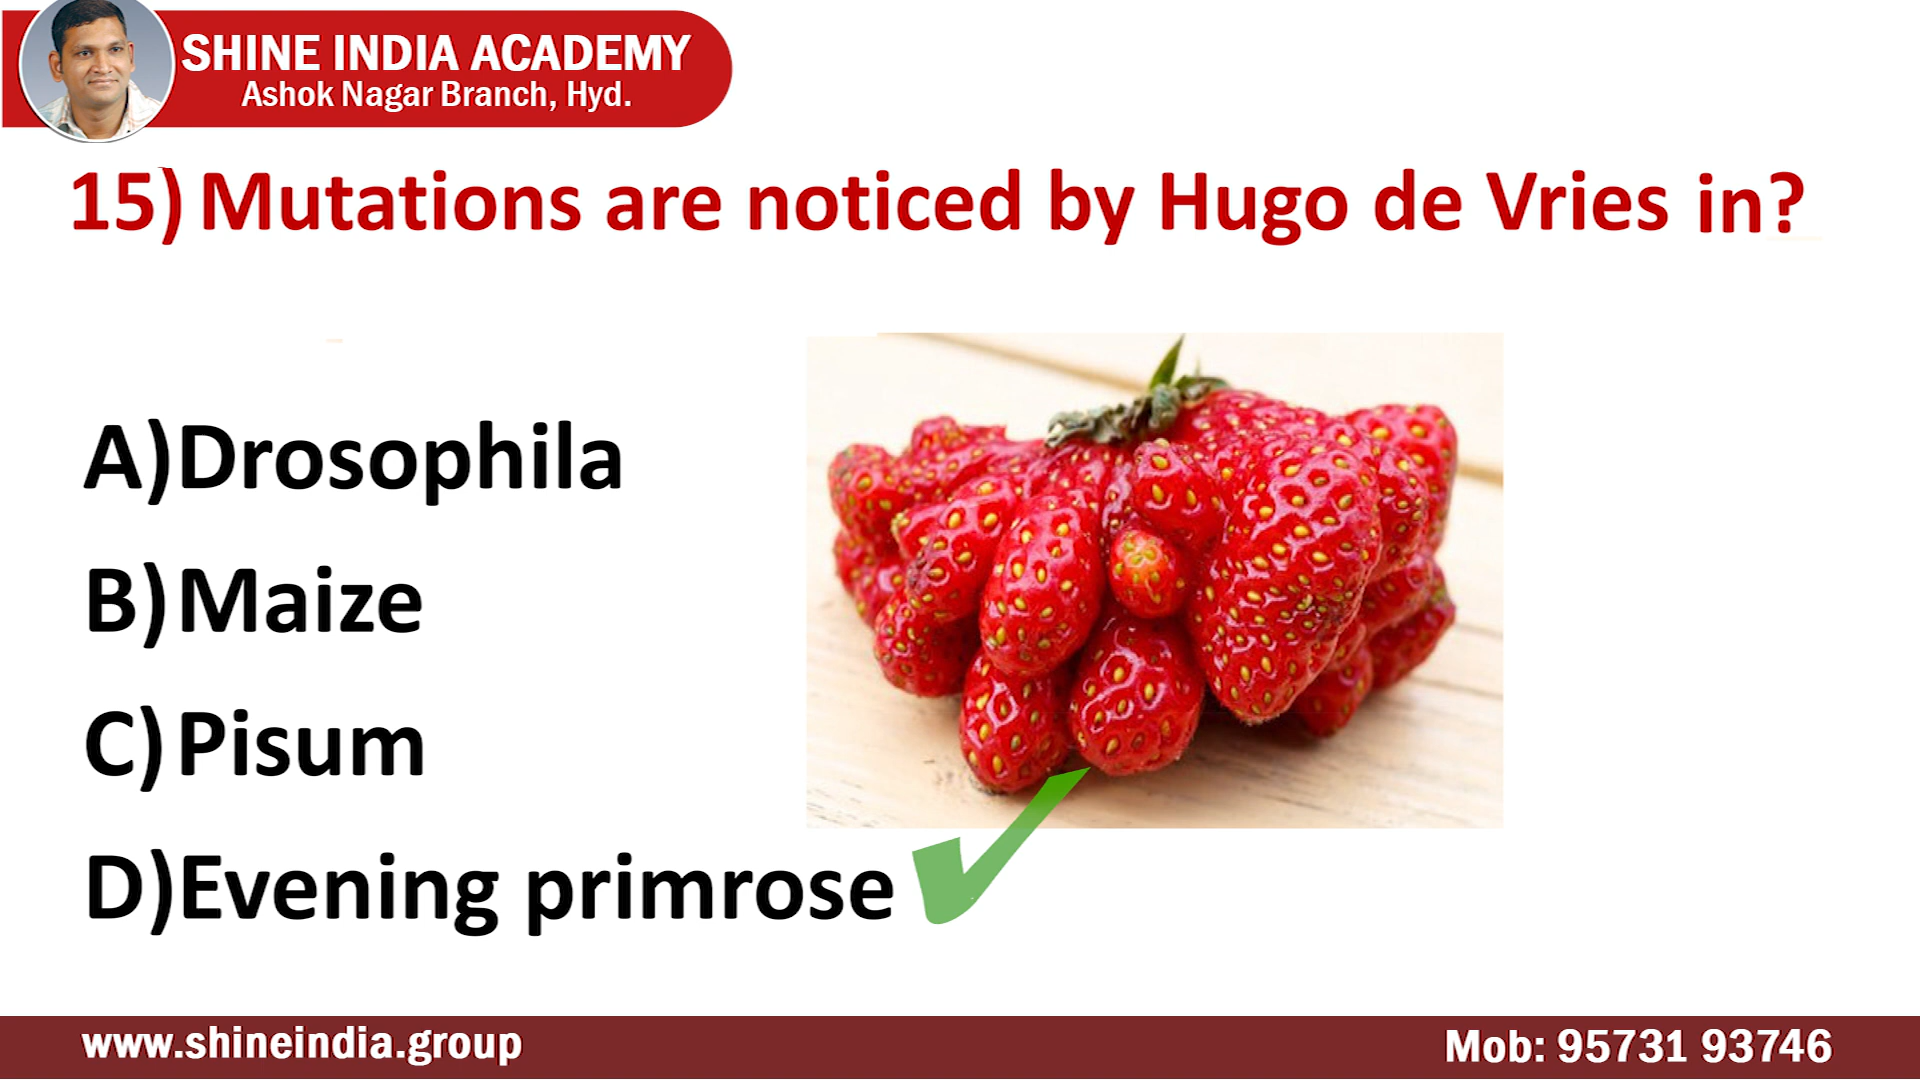 SHINE INDIA ACADEMY
Ashok Nagar Branch, Hyd.
15) Mutations are noticed by Hugo de Vries in?
A)Drosophila
B)Maize
C)Pisum
D)Evening primrose
www.shineindia.group
Mob: 95731 93746